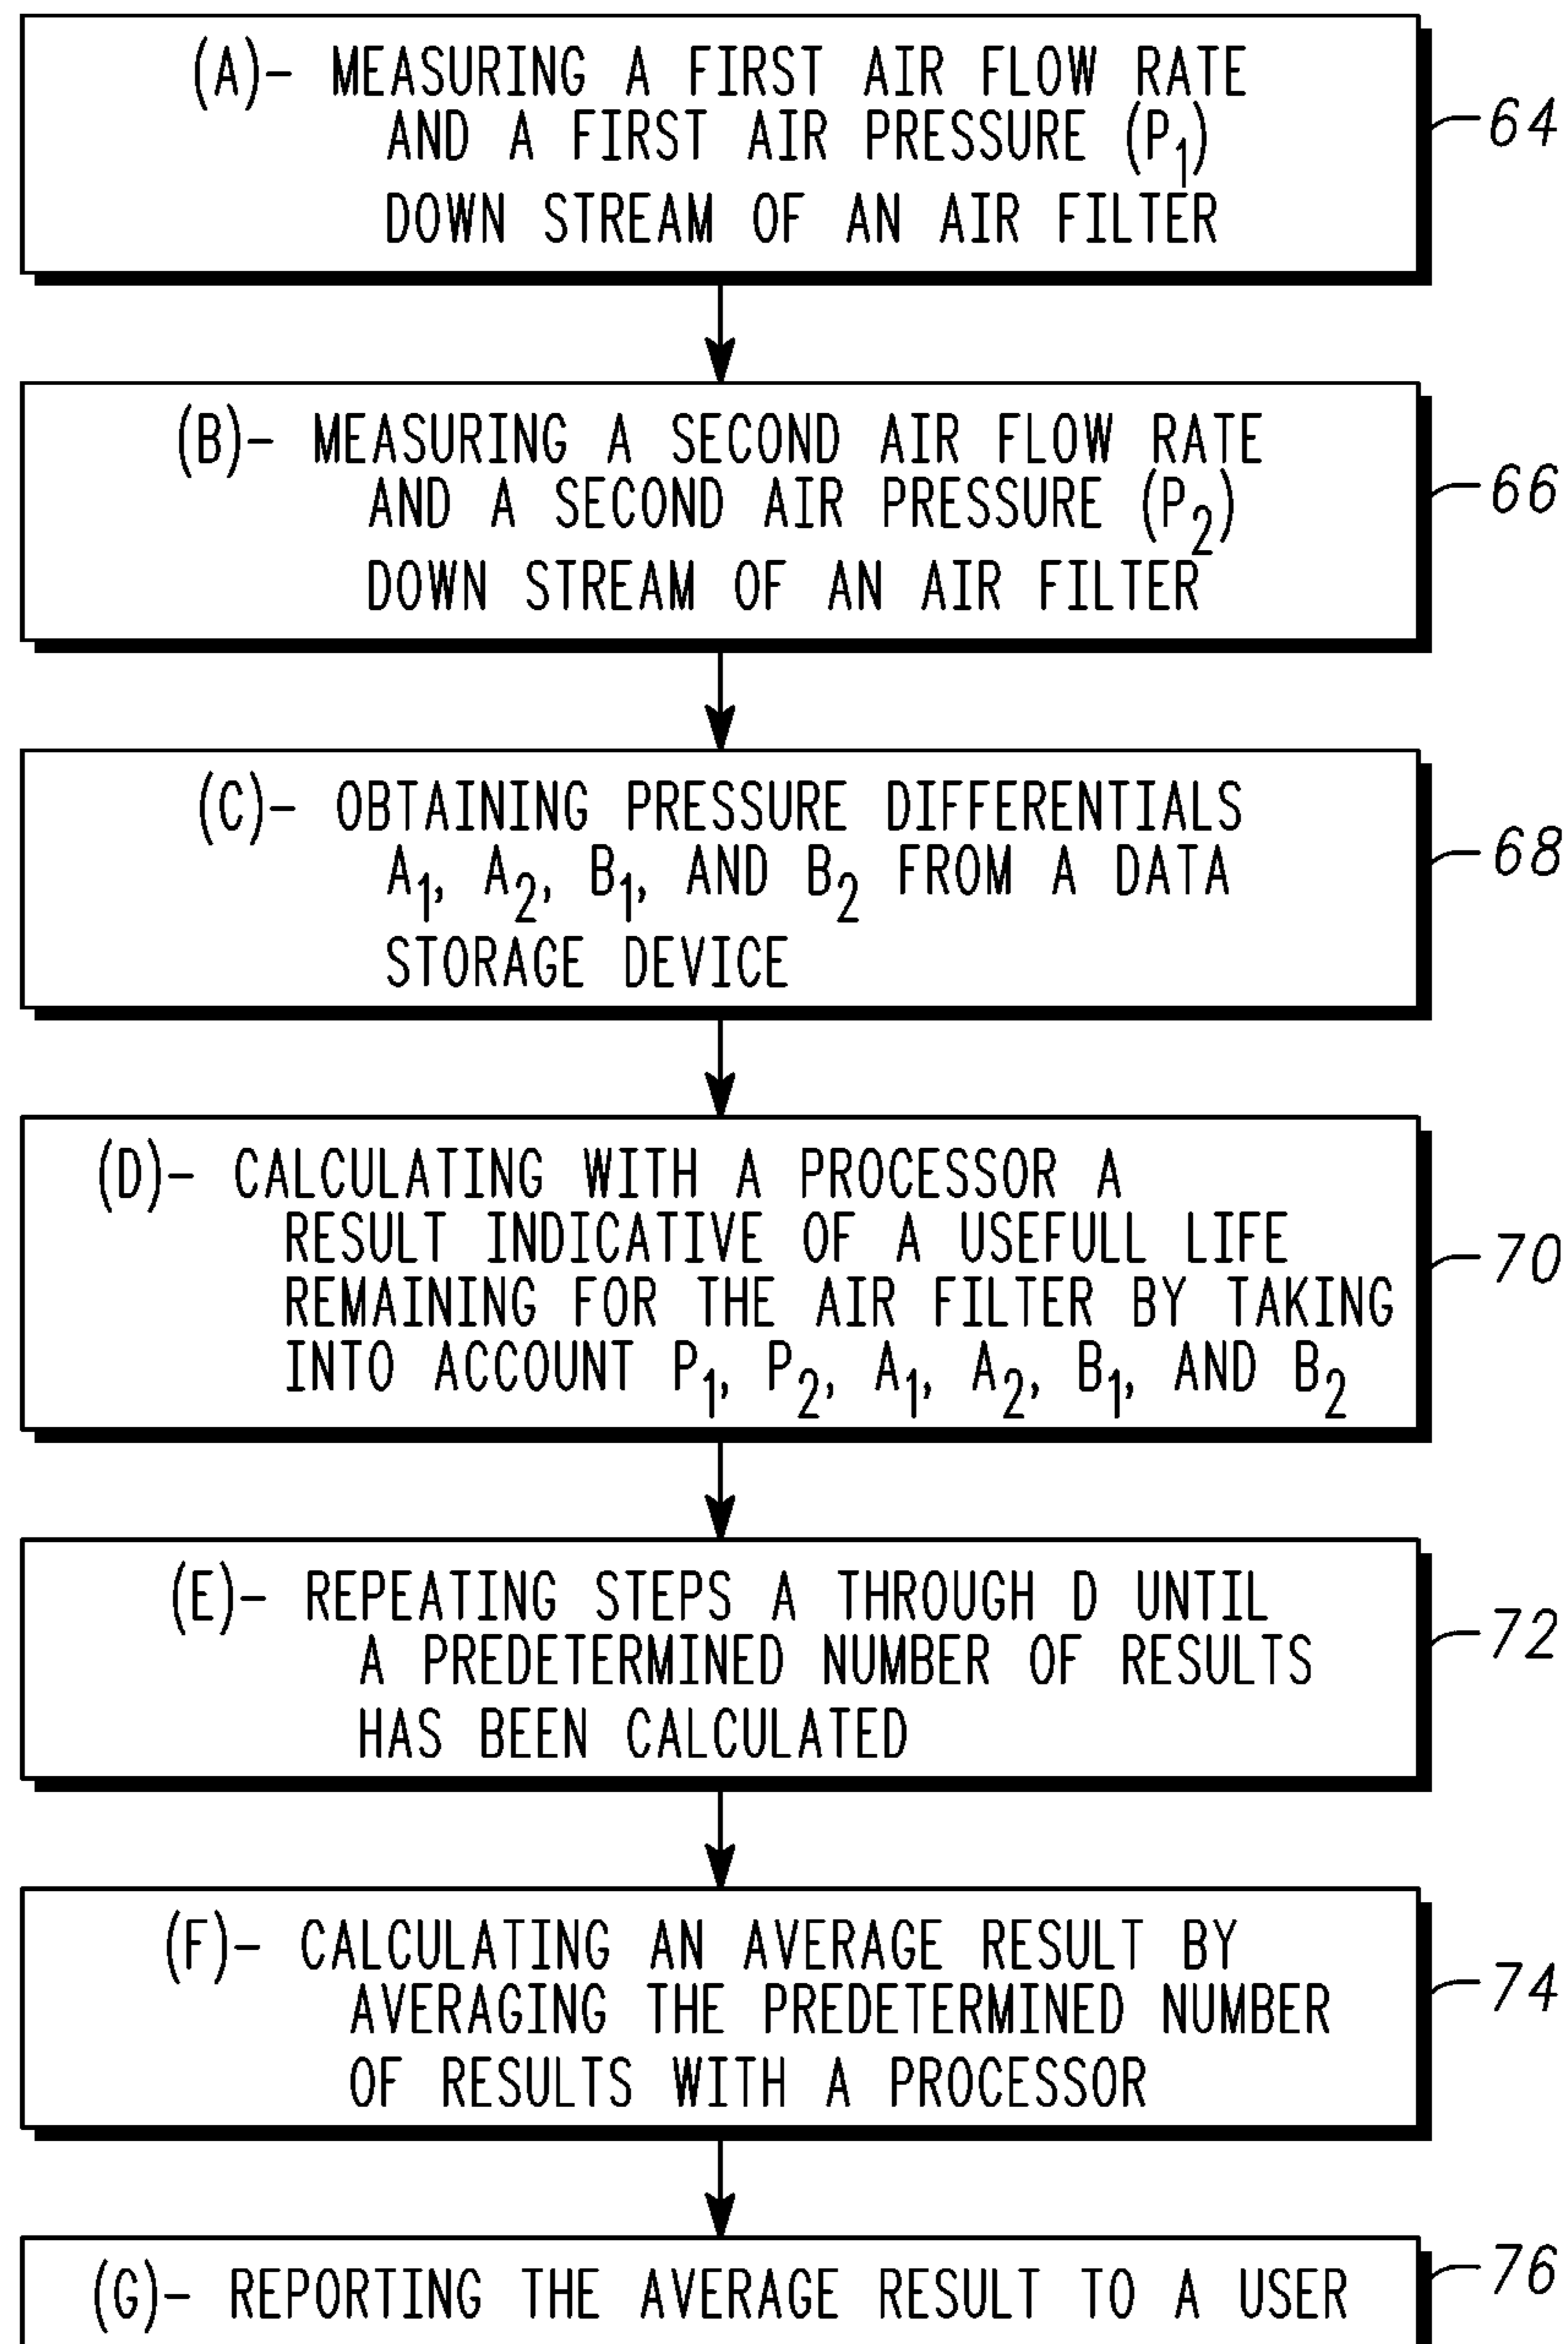 (A)- MEASURING A FIRST AIR FLOW RATE
AND A FIRST AIR PRESSURE (P1)
DOWN STREAM OF AN AIR FILTER
64
(B)- MEASURING A SECOND AIR FLOW RATE
AND A SECOND AIR PRESSURE (P2)
DOWN STREAM OF AN AIR FILTER
66
(C)- OBTAINING PRESSURE DIFFERENTIALS
A1, A2, B1, AND B2 FROM A DATA
STORAGE DEVICE
68
(D)- CALCULATING WITH A PROCESSOR A
RESULT INDICATIVE OF A USEFULL LIFE
REMAINING FOR THE AIR FILTER BY TAKING
INTO ACCOUNT P1, P2, A1, A2, B1, AND B2
70
(E)- REPEATING STEPS A THROUGH D UNTIL
A PREDETERMINED NUMBER OF RESULTS
HAS BEEN CALCULATED
72
(F)- CALCULATING AN AVERAGE RESULT BY
AVERAGING THE PREDETERMINED NUMBER
OF RESULTS WITH A PROCESSOR
74
(G)- REPORTING THE AVERAGE RESULT TO A USER
76